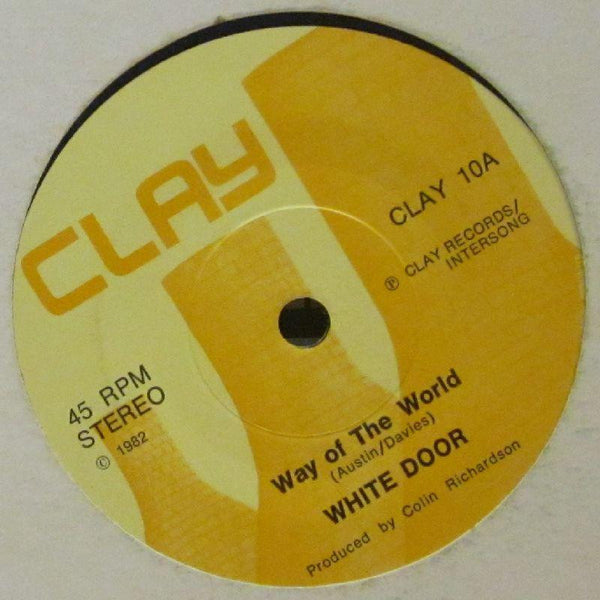 CLAY
CLAY 10A
℗ CLAY RECORDS/
INTERSONG
45 RPM
STEREO
© 1982
Way of The World
(Austin/Davies)
WHITE DOOR
Produced by Colin Richardson